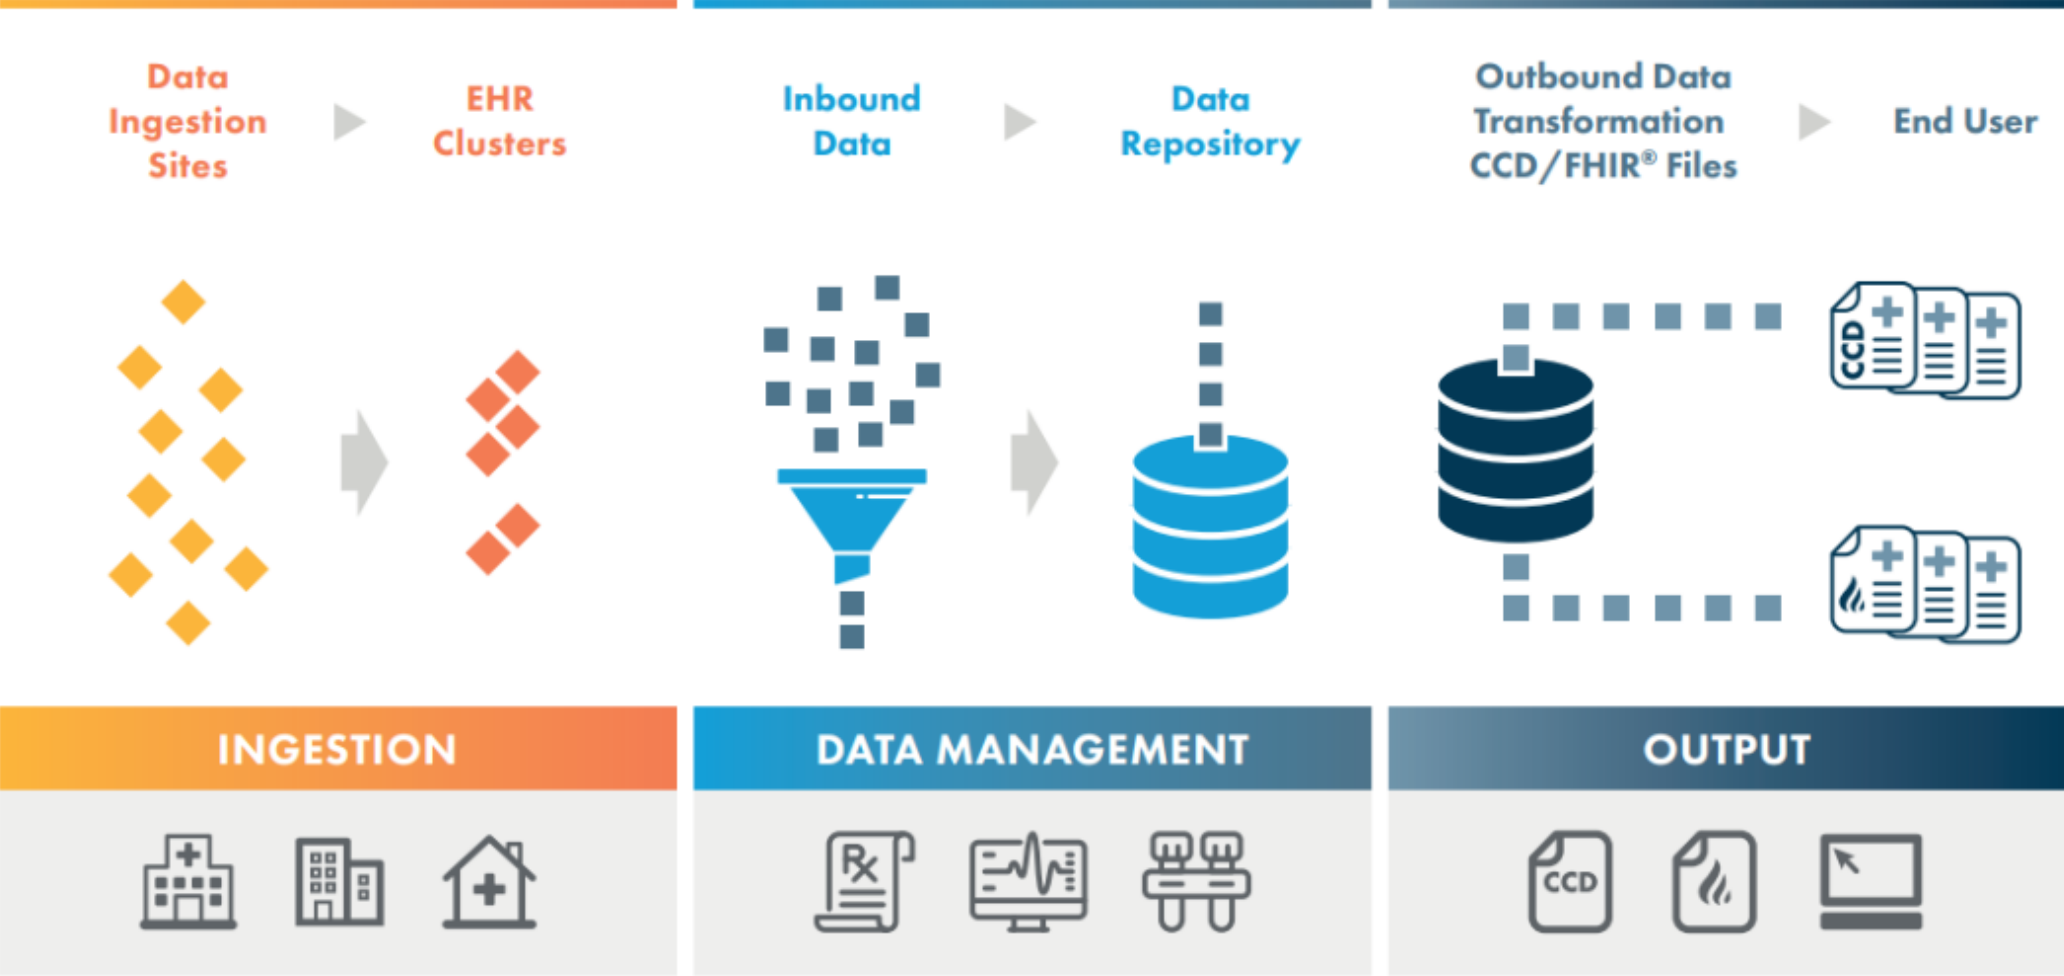 Data
Ingestion
Sites
EHR
Clusters
Inbound
Data
Data
Repository
Outbound Data
Transformation
CCD/FHIR® Files
End User
CCD
INGESTION
DATA MANAGEMENT
OUTPUT
Rx
CCD